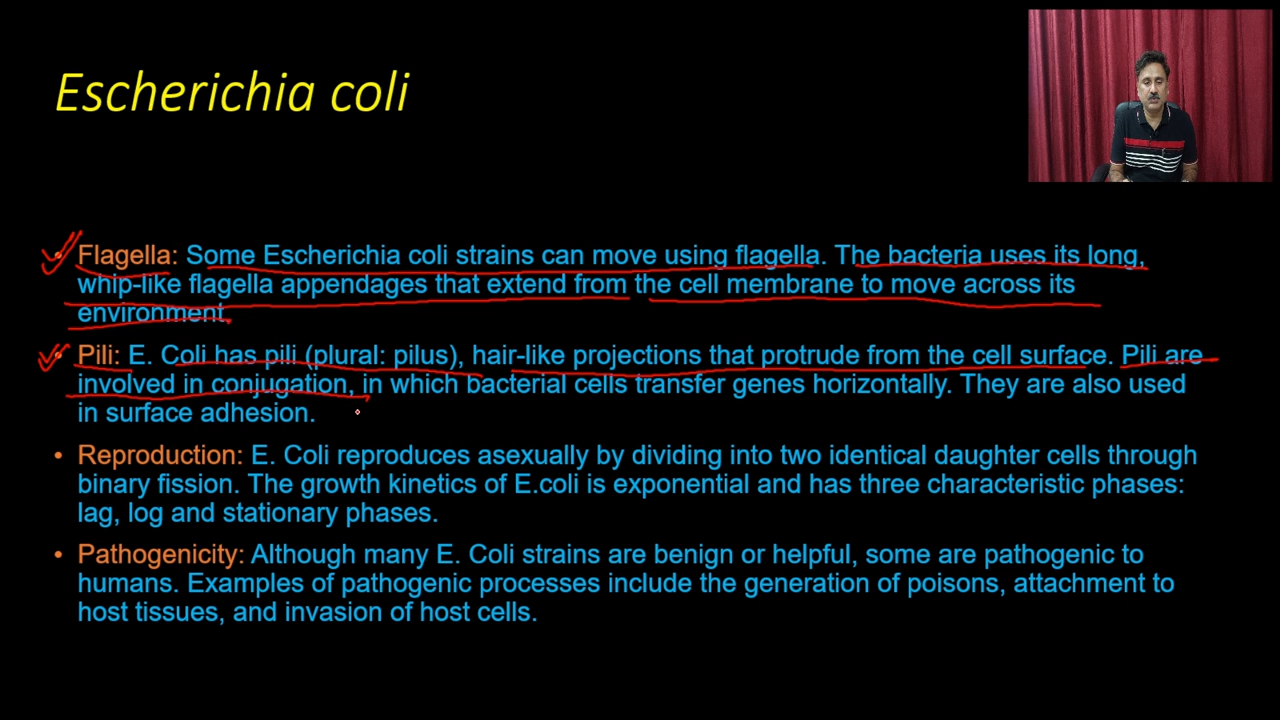 Escherichia coli
• Flagella: Some Escherichia coli strains can move using flagella. The bacteria uses its long,
whip-like flagella appendages that extend from the cell membrane to move across its
environment.
• Pili: E. Coli has pili (plural: pilus), hair-like projections that protrude from the cell surface. Pili are
involved in conjugation, in which bacterial cells transfer genes horizontally. They are also used
in surface adhesion.
• Reproduction: E. Coli reproduces asexually by dividing into two identical daughter cells through
binary fission. The growth kinetics of E.coli is exponential and has three characteristic phases:
lag, log and stationary phases.
• Pathogenicity: Although many E. Coli strains are benign or helpful, some are pathogenic to
humans. Examples of pathogenic processes include the generation of poisons, attachment to
host tissues, and invasion of host cells.